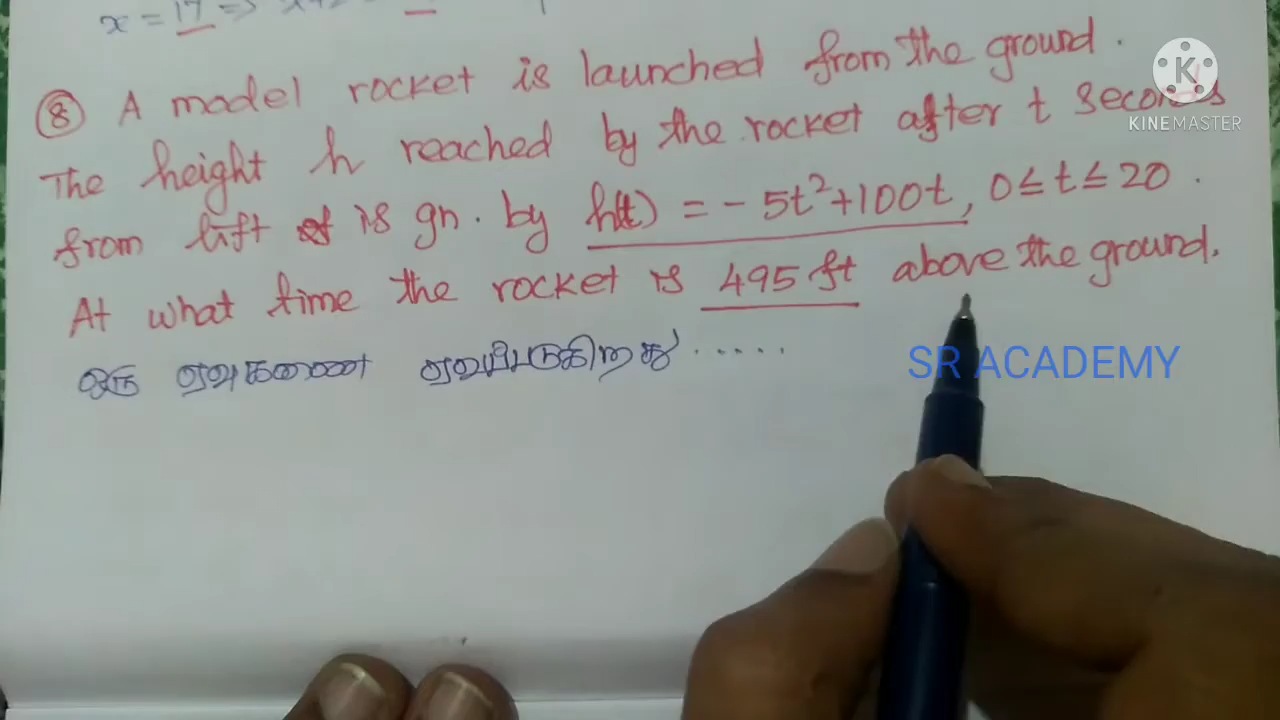 x = 17 =>
⑧ A model rocket is launched from the ground.
The height h reached by the rocket after t seconds
from lift of is gn. by h(t) = -5t²+100t, 0≤t≤20.
At what time the rocket is 495 ft above the ground.
ஒரு ஏவுகணை ஏவப்படுகிறது .....
K
KINEMASTER
SR ACADEMY